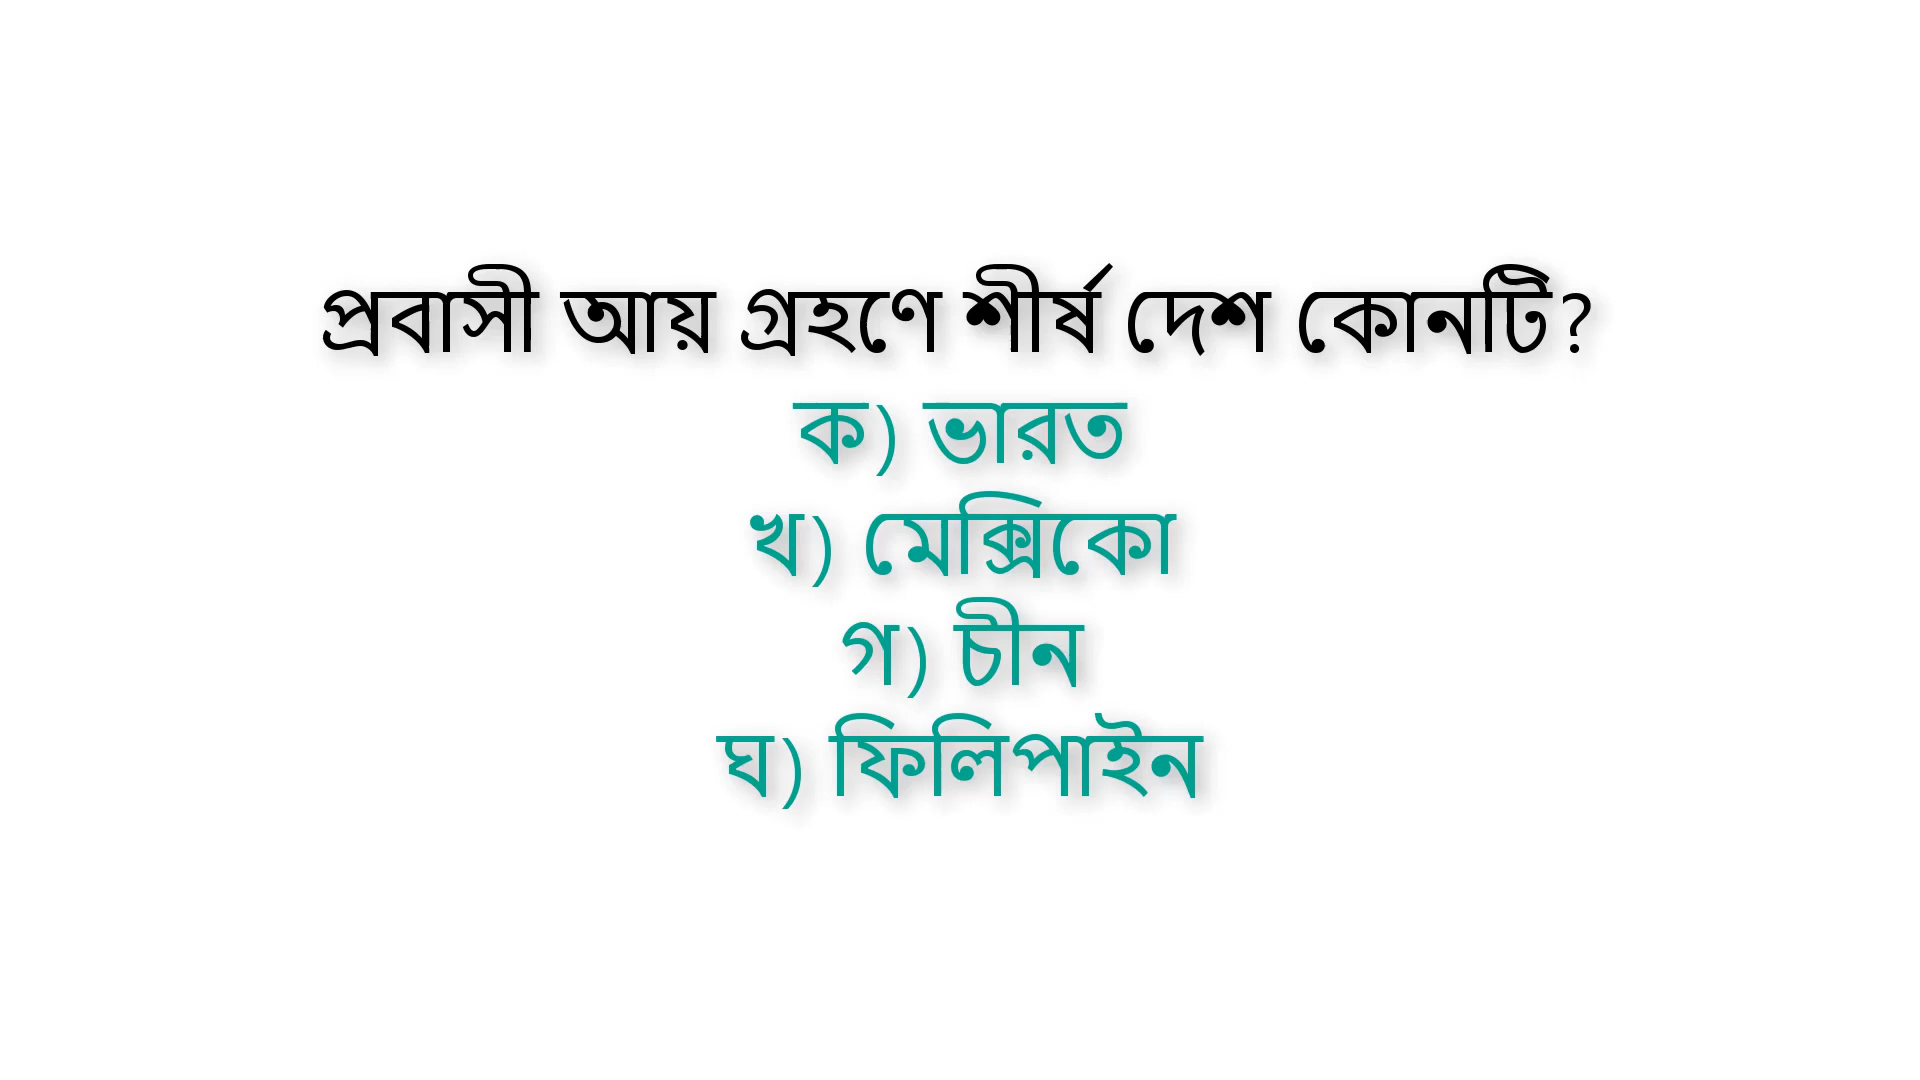 প্রবাসী আয় গ্রহণে শীর্ষ দেশ কোনটি?
ক) ভারত
খ) মেক্সিকো
গ) চীন
ঘ) ফিলিপাইন